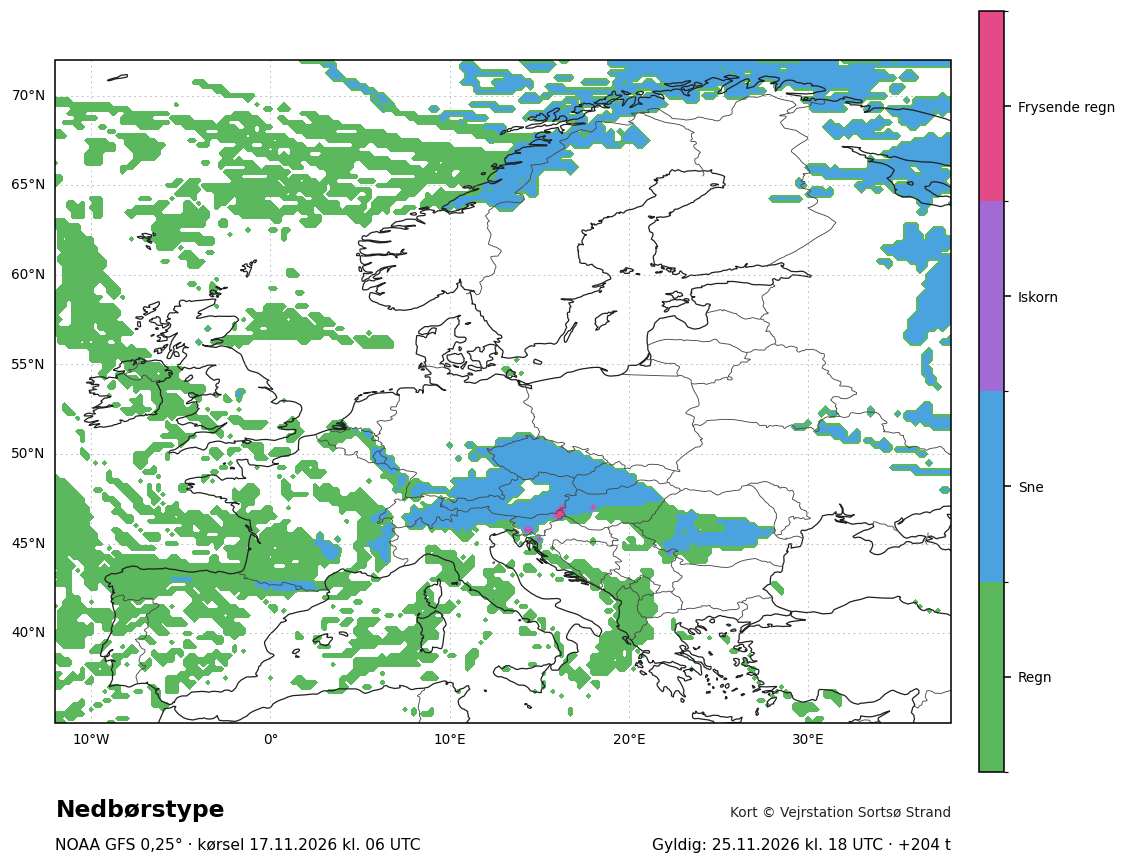 70°N
65°N
60°N
55°N
50°N
45°N
40°N
10°W
0°
10°E
20°E
30°E
Frysende regn
Iskorn
Sne
Regn
Nedbørstype
Kort © Vejrstation Sortsø Strand
NOAA GFS 0,25° · kørsel 17.11.2026 kl. 06 UTC
Gyldig: 25.11.2026 kl. 18 UTC · +204 t